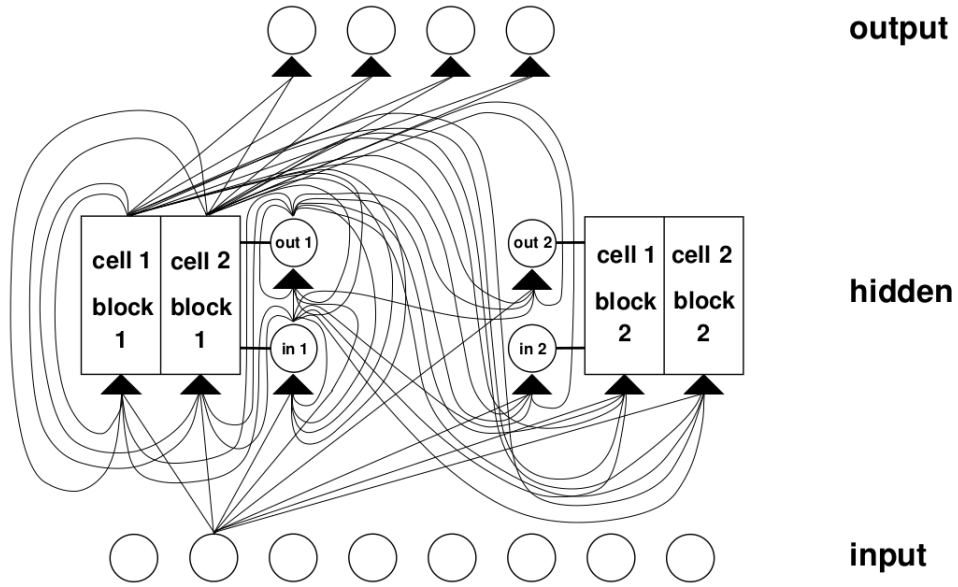 output
cell 1
block
1
cell 2
block
1
out 1
in 1
out 2
in 2
cell 1
block
2
cell 2
block
2
hidden
input